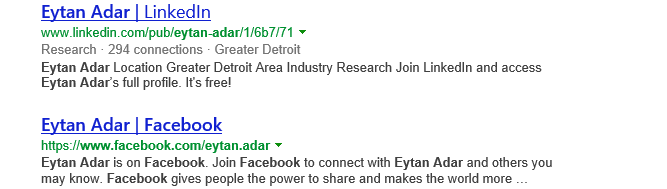 Eytan Adar | LinkedIn
www.linkedin.com/pub/eytan-adar/1/6b7/71
Research · 294 connections · Greater Detroit
Eytan Adar Location Greater Detroit Area Industry Research Join LinkedIn and access
Eytan Adar's full profile. It's free!
Eytan Adar | Facebook
https://www.facebook.com/eytan.adar
Eytan Adar is on Facebook. Join Facebook to connect with Eytan Adar and others you
may know. Facebook gives people the power to share and makes the world more …